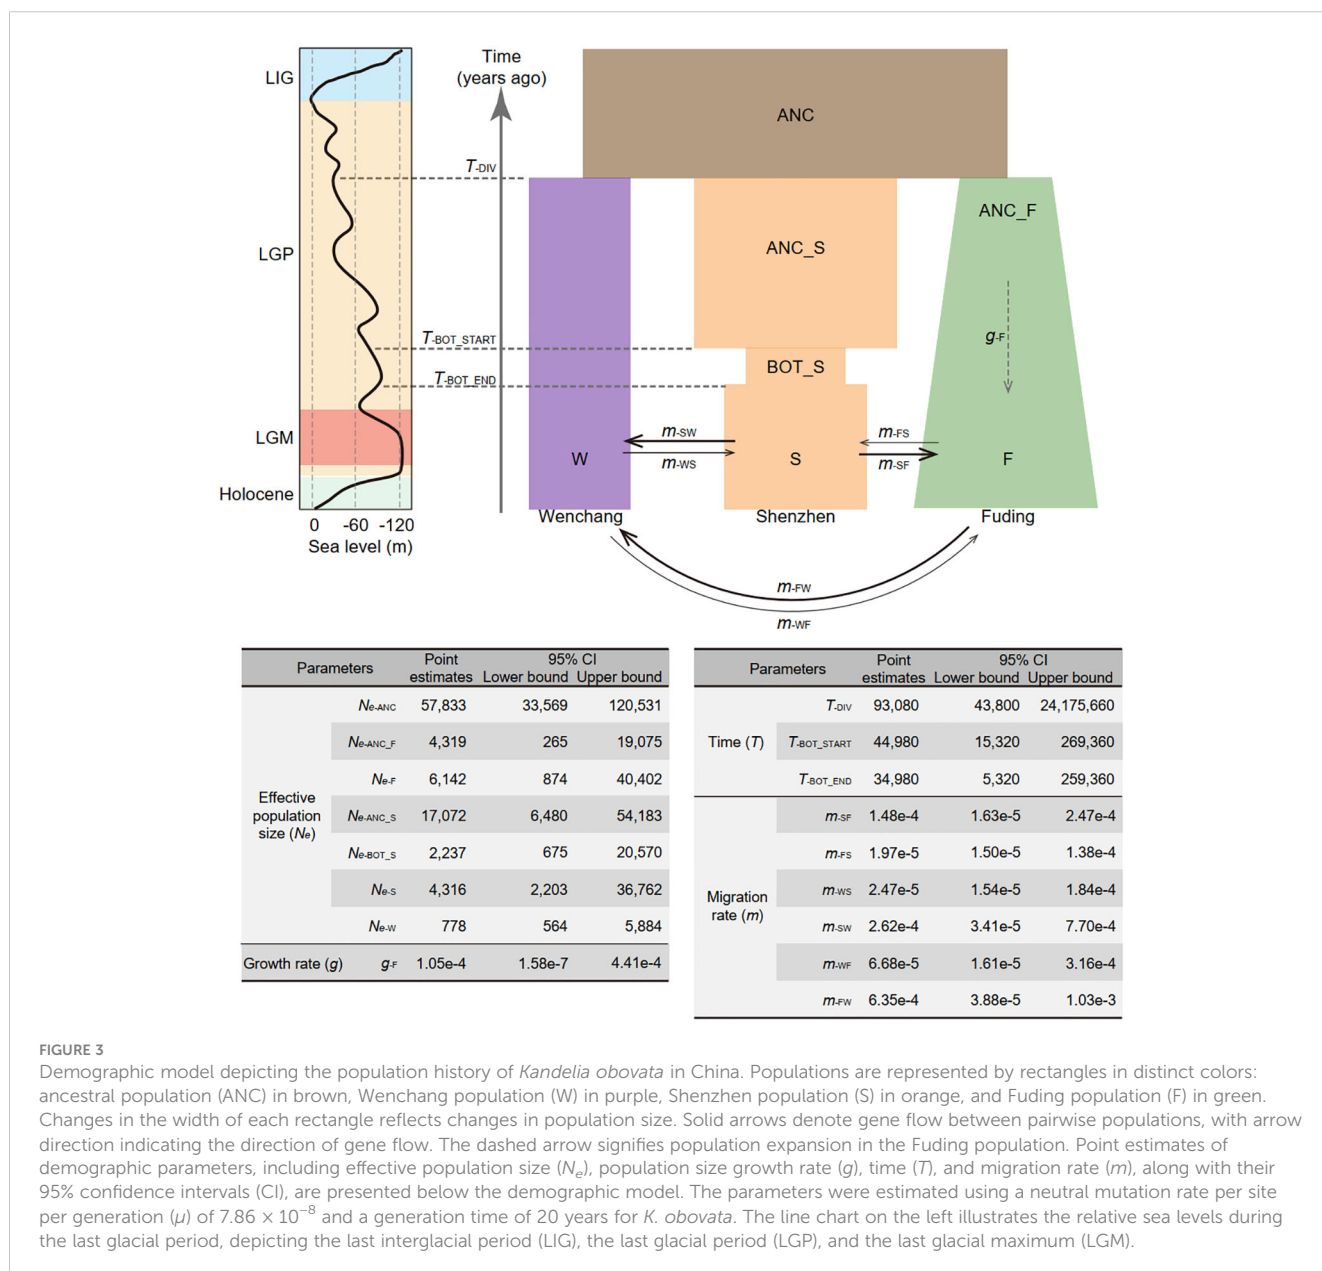 LIG
LGP
LGM
Holocene
0 -60 -120
Sea level (m)
Time
(years ago)
T-DIV
T-BOT_START
T-BOT_END
ANC
ANC_S
ANC_F
BOT_S
g-F
m-SW
m-WS
m-FS
m-SF
W
S
F
Wenchang
Shenzhen
Fuding
m-FW
m-WF
Parameters Point estimates 95% CI Lower bound Upper bound
Effective population size (Ne)
Ne-ANC 57,833 33,569 120,531
Ne-ANC_F 4,319 265 19,075
Ne-F 6,142 874 40,402
Ne-ANC_S 17,072 6,480 54,183
Ne-BOT_S 2,237 675 20,570
Ne-S 4,316 2,203 36,762
Ne-W 778 564 5,884
Growth rate (g) g-F 1.05e-4 1.58e-7 4.41e-4
Parameters Point estimates 95% CI Lower bound Upper bound
Time (T)
T-DIV 93,080 43,800 24,175,660
T-BOT_START 44,980 15,320 269,360
T-BOT_END 34,980 5,320 259,360
Migration rate (m)
m-SF 1.48e-4 1.63e-5 2.47e-4
m-FS 1.97e-5 1.50e-5 1.38e-4
m-WS 2.47e-5 1.54e-5 1.84e-4
m-SW 2.62e-4 3.41e-5 7.70e-4
m-WF 6.68e-5 1.61e-5 3.16e-4
m-FW 6.35e-4 3.88e-5 1.03e-3
FIGURE 3
Demographic model depicting the population history of Kandelia obovata in China. Populations are represented by rectangles in distinct colors:
ancestral population (ANC) in brown, Wenchang population (W) in purple, Shenzhen population (S) in orange, and Fuding population (F) in green.
Changes in the width of each rectangle reflects changes in population size. Solid arrows denote gene flow between pairwise populations, with arrow
direction indicating the direction of gene flow. The dashed arrow signifies population expansion in the Fuding population. Point estimates of
demographic parameters, including effective population size (Ne), population size growth rate (g), time (T), and migration rate (m), along with their
95% confidence intervals (CI), are presented below the demographic model. The parameters were estimated using a neutral mutation rate per site
per generation (μ) of 7.86 × 10⁻⁸ and a generation time of 20 years for K. obovata. The line chart on the left illustrates the relative sea levels during
the last glacial period, depicting the last interglacial period (LIG), the last glacial period (LGP), and the last glacial maximum (LGM).